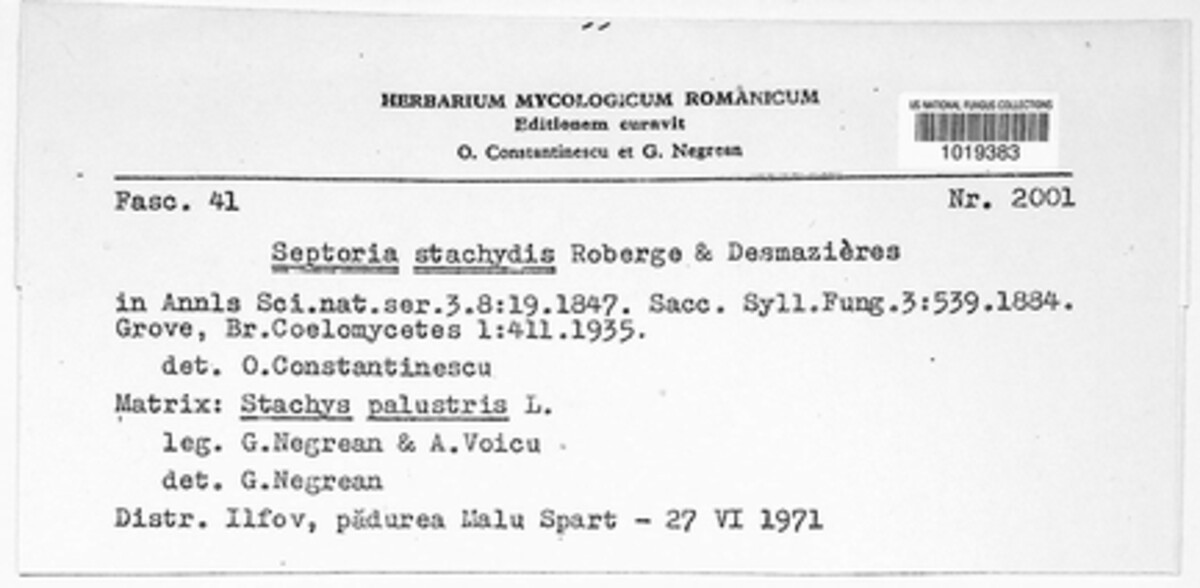 HERBARIUM MYCOLOGICUM ROMÂNICUM
Editionem curavit
O. Constantinescu et G. Negrean
US NATIONAL FUNGUS COLLECTIONS
1019383
Fasc. 41 Nr. 2001
Septoria stachydis Roberge & Desmazières
in Annls Sci.nat.ser.3.8:19.1847. Sacc. Syll.Fung.3:539.1884.
Grove, Br.Coelomycetes 1:411.1935.
det. O.Constantinescu
Matrix: Stachys palustris L.
leg. G.Negrean & A.Voicu
det. G.Negrean
Distr. Ilfov, pădurea Malu Spart - 27 VI 1971